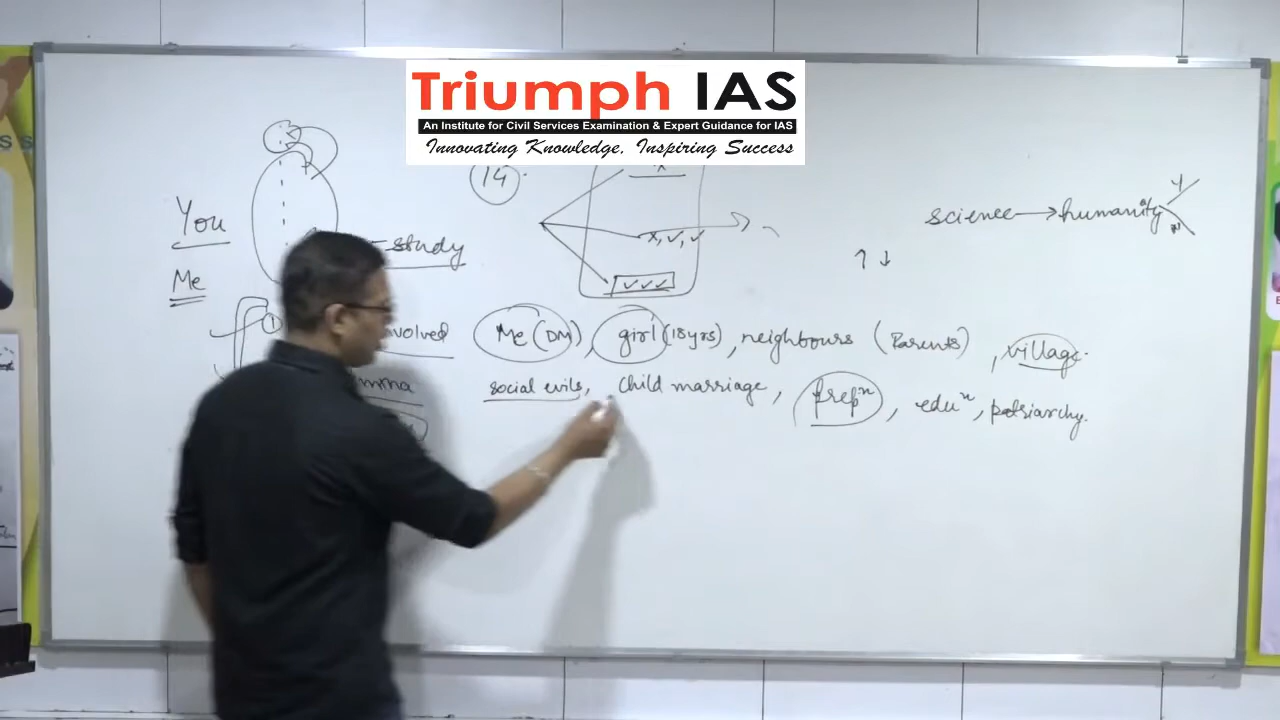 Triumph IAS
An Institute for Civil Services Examination & Expert Guidance for IAS
Innovating Knowledge, Inspiring Success
14
x
You
study
x, ✓, ✓
science → humanity
Me
✓✓✓
↑ ↓
①
volved Me (DM), girl (18yrs), neighbours (Parents), village.
mma social evils, child marriage, prepⁿ, eduⁿ, patriarchy.